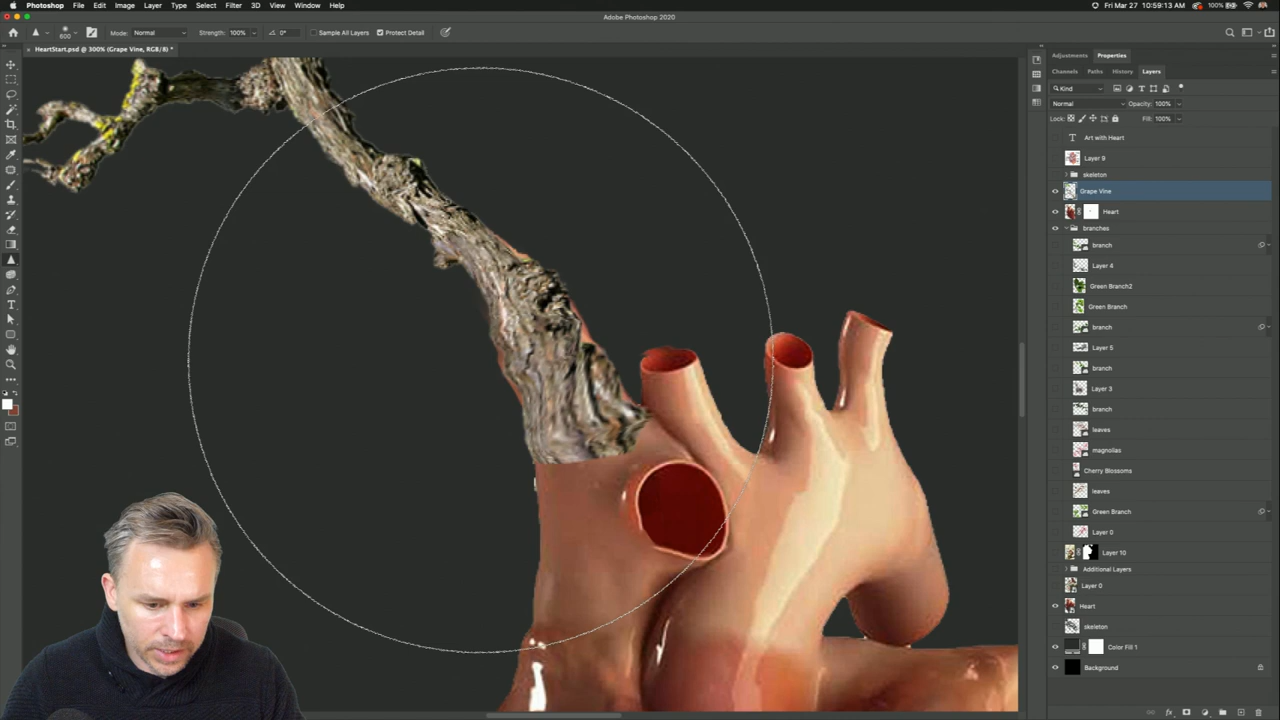 Photoshop File Edit Image Layer Type Select Filter 3D View Window Help
100% Fri Mar 27 10:59:13 AM
Adobe Photoshop 2020
600 Mode: Normal Strength: 100% 0° Sample All Layers Protect Detail
× HeartStart.psd @ 300% (Grape Vine, RGB/8) *
Adjustments Properties
Channels Paths History Layers
Kind
Normal Opacity: 100%
Lock: Fill: 100%
T Art with Heart
Layer 9
skeleton
Grape Vine
Heart
branches
branch
Layer 4
Green Branch2
Green Branch
branch
Layer 5
branch
Layer 3
branch
leaves
magnolias
Cherry Blossoms
leaves
Green Branch
Layer 0
Layer 10
Additional Layers
Layer 0
Heart
skeleton
Color Fill 1
Background
fx